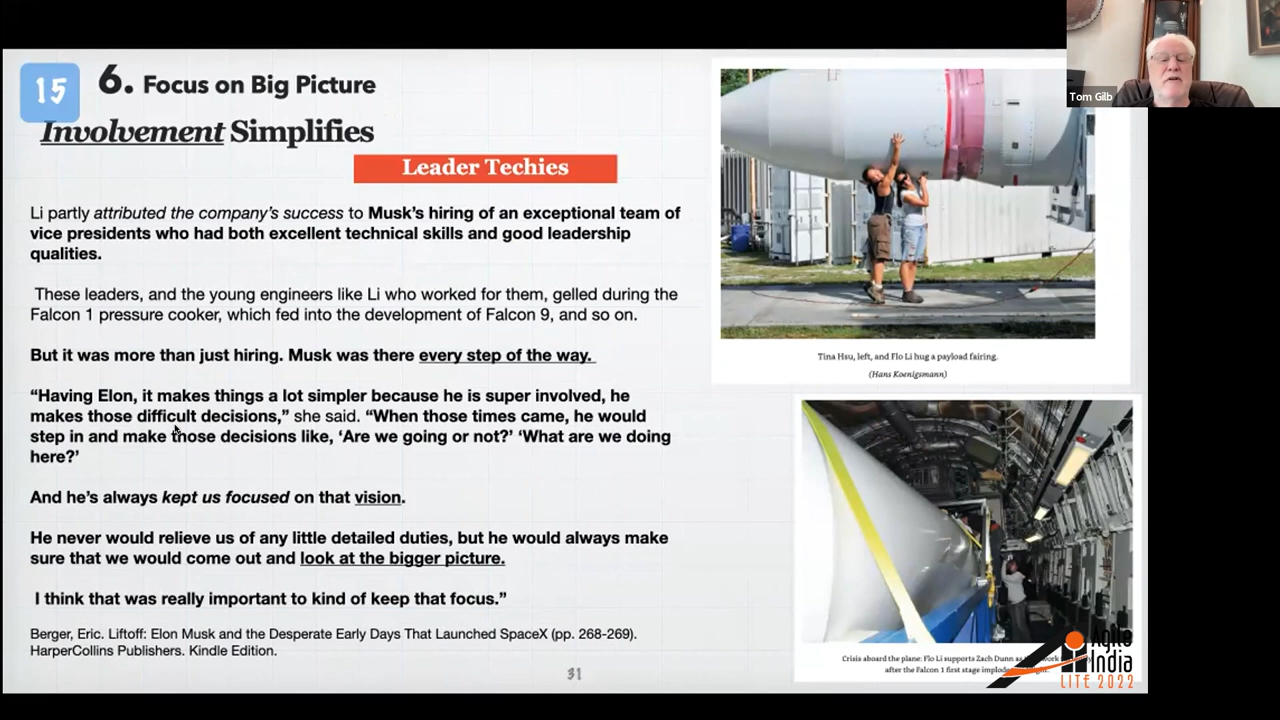 15
6. Focus on Big Picture
Involvement Simplifies
Leader Techies
Li partly attributed the company's success to Musk's hiring of an exceptional team of
vice presidents who had both excellent technical skills and good leadership
qualities.
These leaders, and the young engineers like Li who worked for them, gelled during the
Falcon 1 pressure cooker, which fed into the development of Falcon 9, and so on.
But it was more than just hiring. Musk was there every step of the way.
“Having Elon, it makes things a lot simpler because he is super involved, he
makes those difficult decisions,” she said. “When those times came, he would
step in and make those decisions like, ‘Are we going or not?’ ‘What are we doing
here?’
And he's always kept us focused on that vision.
He never would relieve us of any little detailed duties, but he would always make
sure that we would come out and look at the bigger picture.
I think that was really important to kind of keep that focus.”
Berger, Eric. Liftoff: Elon Musk and the Desperate Early Days That Launched SpaceX (pp. 268-269).
HarperCollins Publishers. Kindle Edition.
31
Tina Hsu, left, and Flo Li hug a payload fairing.
(Hans Koenigsmann)
Crisis aboard the plane: Flo Li supports Zach Dunn as
after the Falcon 1 first stage implode
Tom Gilb
Agile
India
LITE 2022